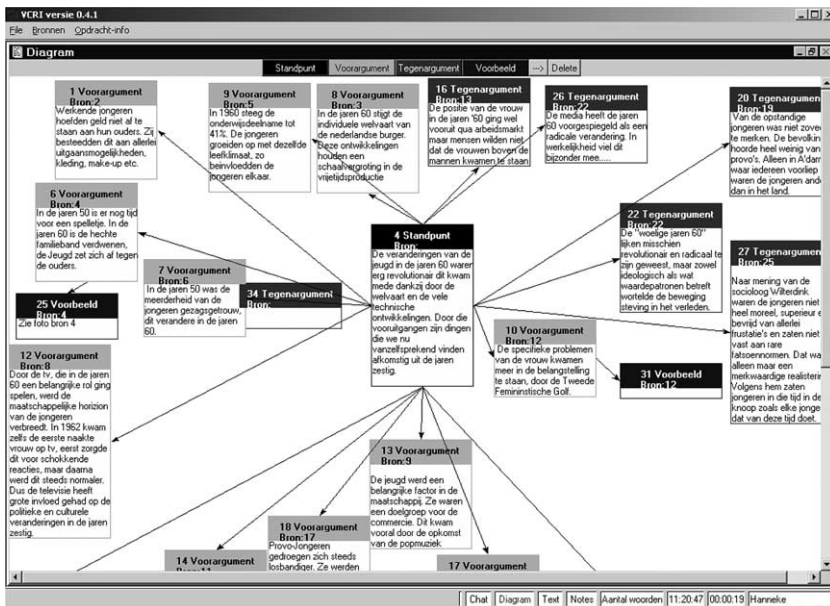 VCRI versie 0.4.1
File Bronnen Opdracht-info
Diagram
Standpunt Voorargument Tegenargument Voorbeeld --> Delete
1 Voorargument
Bron:2
Werkende jongeren
hoefden geld niet al te
staan aan hun ouders. Zij
besteedden dit aan allerlei
uitgaansmogelijkheden,
kleding, make-up etc.
9 Voorargument
Bron:5
In 1960 steeg de
onderwijsdeelname tot
41%. De jongeren
groeiden op met dezelfde
leefklimaat, zo
beinvloedden de
jongeren elkaar.
8 Voorargument
Bron:3
In de jaren 60 stijgt de
individuele welvaart van
de nederlandse burger.
Deze ontwikkelingen
houden een
schaalvergroting in de
vrijetijdsproductie
16 Tegenargument
Bron:13
De positie van de vrouw
in de jaren '60 ging wel
vooruit qua arbeidsmarkt
maar mensen wilden niet
dat de vrouwen boven de
mannen kwamen te staan
26 Tegenargument
Bron:22
De media heeft de jaren
60 voorgespiegeld als een
radicale verandering. In
werkelijkheid viel dit
bijzonder mee.....
20 Tegenargument
Bron:19
Van de opstandige
jongeren was niet zovee
te merken. De bevolkin
hoorde heel weinig van
provo's. Alleen in A'dam
waar iedereen voorliep
waren de jongeren ande
dan in het land.
6 Voorargument
Bron:4
In de jaren 50 is er nog tijd
voor een spelletje. In de
jaren 60 is de hechte
familieband verdwenen,
de Jeugd zet zich af tegen
de ouders.
4 Standpunt
Bron:
De veranderingen van de
jeugd in de jaren 60 waren
erg revolutionair dit kwam
mede dankzij door de
welvaart en de vele
technische
ontwikkelingen. Door die
vooruitgangen zijn dingen
die we nu
vanzelfsprekend vinden
afkomstig uit de jaren
zestig.
22 Tegenargument
Bron:22
De "woelige jaren 60"
lijken misschien
revolutionair en radicaal te
zijn geweest, maar zowel
ideologisch als wat
waardepatronen betreft
wortelde de beweging
steving in het verleden.
27 Tegenargument
Bron:25
Naar mening van de
socioloog Wilterdink
waren de jongeren niet
heel moreel, superieur e
bevrijd van allerlei
frustatie's en zaten niet
vast aan rare
fatsoennormen. Dat wa
alleen maar een
merkwaardige realisterin
Volgens hem zaten
jongeren in die tijd in de
knoop zoals elke jonge
dat van deze tijd doet.
7 Voorargument
Bron:6
In de jaren 50 was de
meerderheid van de
jongeren gezagsgetrouw,
dit verandere in de jaren
60.
34 Tegenargument
Bron:
25 Voorbeeld
Bron:4
Zie foto bron 4
10 Voorargument
Bron:12
De specifieke problemen
van de vrouw kwamen
meer in de belangstelling
te staan, door de Tweede
Femininstische Golf.
31 Voorbeeld
Bron:12
12 Voorargument
Bron:8
Door de tv, die in de jaren
60 een belangrijke rol ging
spelen, werd de
maatschappelijke horizion
van de jongeren
verbreedt. In 1962 kwam
zelfs de eerste naakte
vrouw op tv, eerst zorgde
dit voor schokkende
reacties, maar daarna
werd dit steeds normaler.
Dus de televisie heeft
grote invloed gehad op de
politieke en culturele
veranderingen in de jaren
zestig.
13 Voorargument
Bron:9
De jeugd werd een
belangrijke factor in de
maatschappij. Ze waren
een doelgroep voor de
commercie. Dit kwam
vooral door de opkomst
van de popmuziek.
18 Voorargument
Bron:17
Provo-Jongeren
gedroegen zich steeds
losbandiger. Ze werden
14 Voorargument
17 Voorargument
Chat Diagram Text Notes Aantal woorden 11:20:47 00:00:19 Hanneke